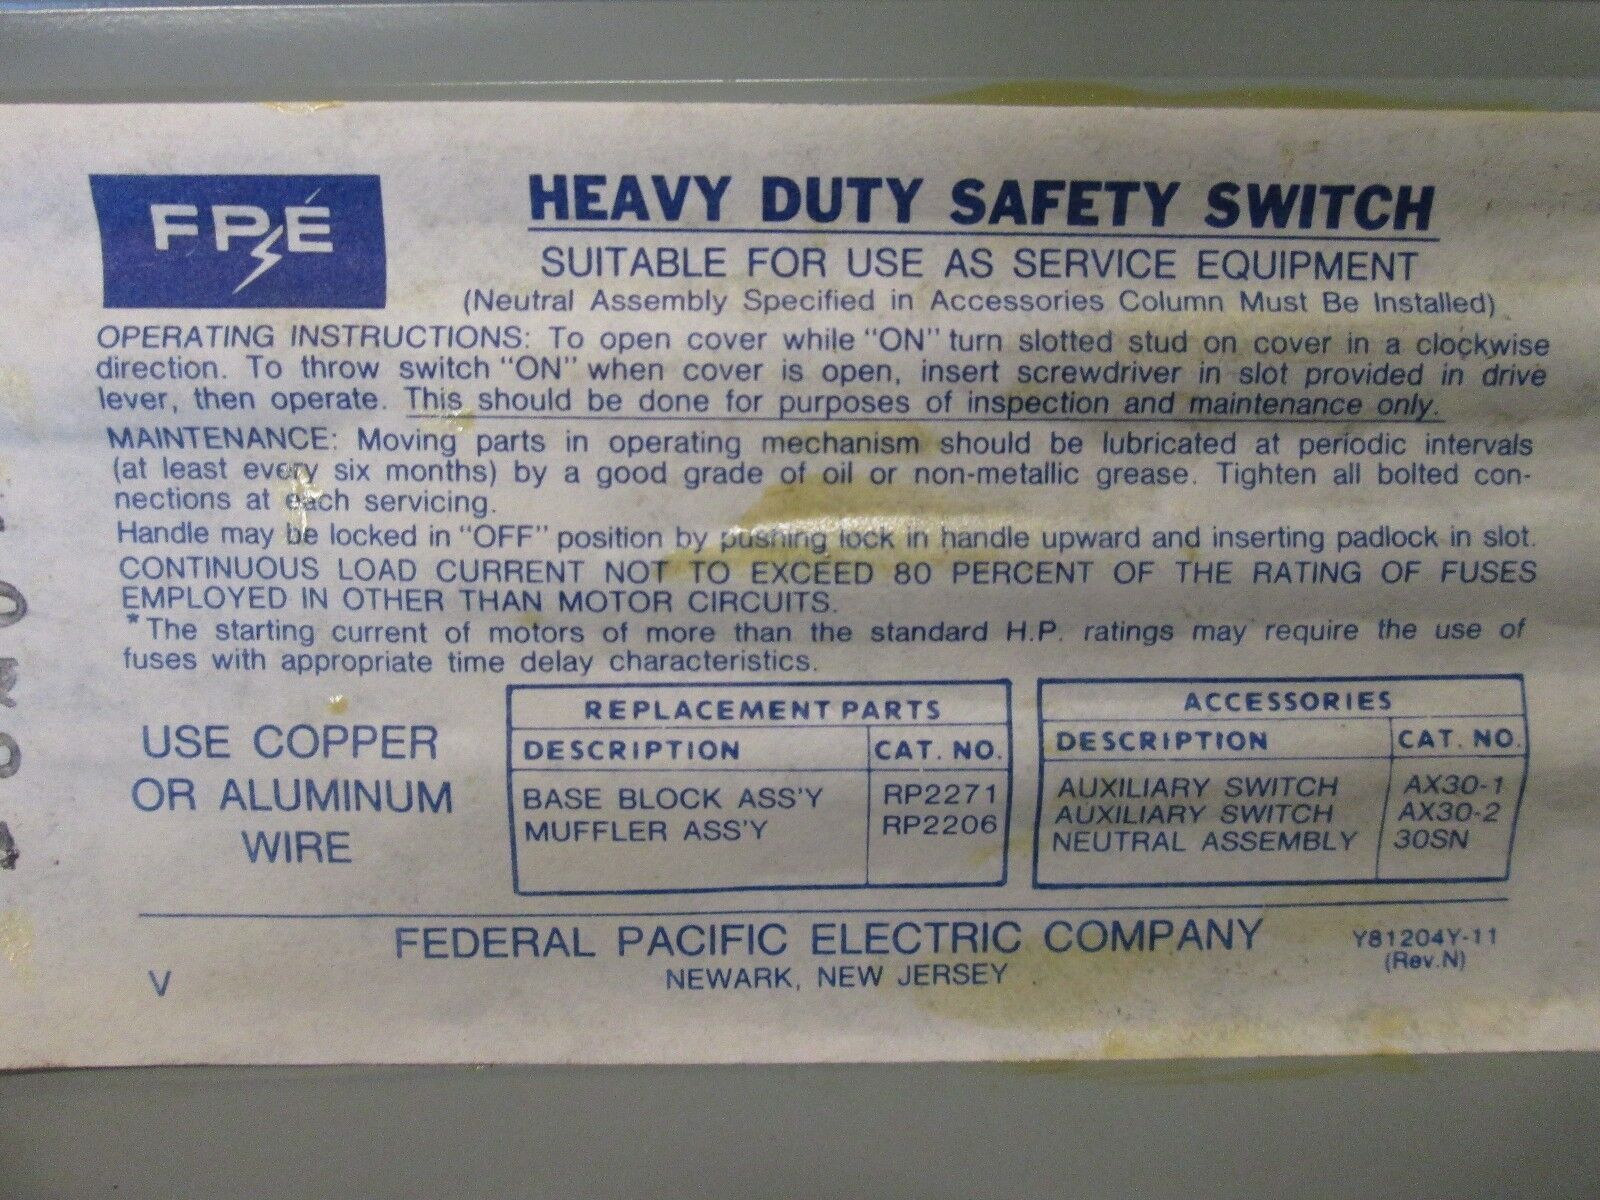 FPÉ
HEAVY DUTY SAFETY SWITCH
SUITABLE FOR USE AS SERVICE EQUIPMENT
(Neutral Assembly Specified in Accessories Column Must Be Installed)
OPERATING INSTRUCTIONS: To open cover while "ON" turn slotted stud on cover in a clockwise
direction. To throw switch "ON" when cover is open, insert screwdriver in slot provided in drive
lever, then operate. This should be done for purposes of inspection and maintenance only.
MAINTENANCE: Moving parts in operating mechanism should be lubricated at periodic intervals
(at least every six months) by a good grade of oil or non-metallic grease. Tighten all bolted con-
nections at each servicing.
Handle may be locked in "OFF" position by pushing lock in handle upward and inserting padlock in slot.
CONTINUOUS LOAD CURRENT NOT TO EXCEED 80 PERCENT OF THE RATING OF FUSES
EMPLOYED IN OTHER THAN MOTOR CIRCUITS.
*The starting current of motors of more than the standard H.P. ratings may require the use of
fuses with appropriate time delay characteristics.
USE COPPER
OR ALUMINUM
WIRE
REPLACEMENT PARTS
DESCRIPTION CAT. NO.
BASE BLOCK ASS'Y RP2271
MUFFLER ASS'Y RP2206
ACCESSORIES
DESCRIPTION CAT. NO.
AUXILIARY SWITCH AX30-1
AUXILIARY SWITCH AX30-2
NEUTRAL ASSEMBLY 30SN
FEDERAL PACIFIC ELECTRIC COMPANY
NEWARK, NEW JERSEY
Y81204Y-11
(Rev.N)
V